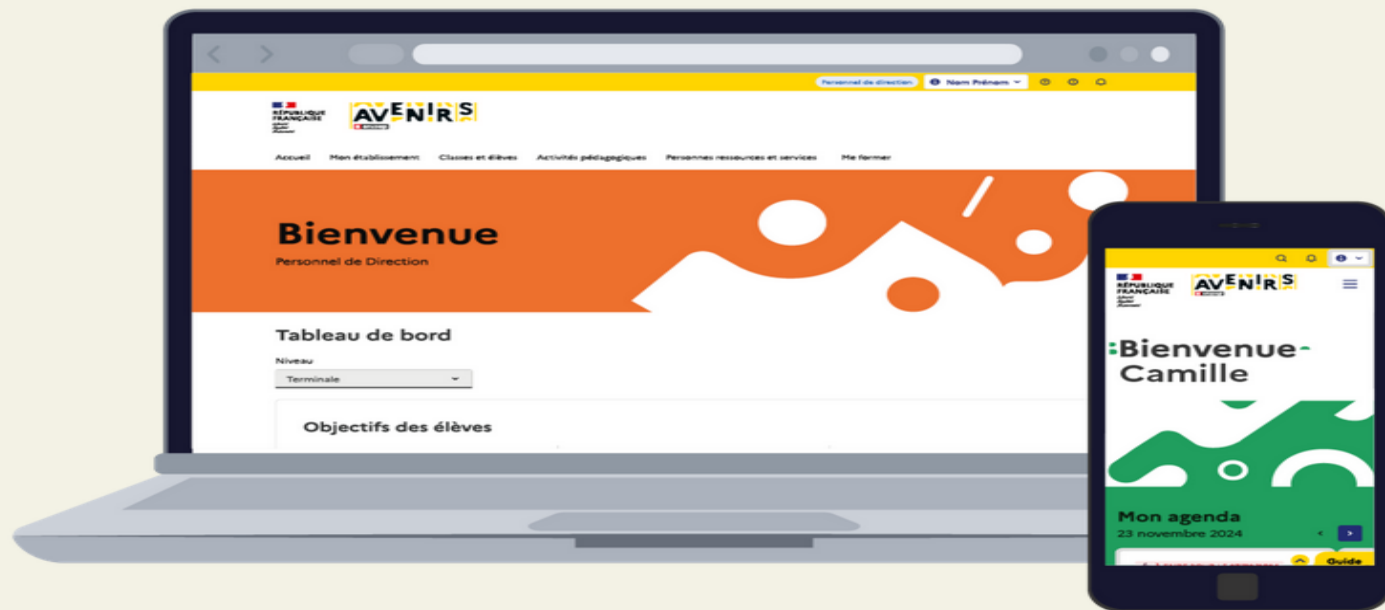 Personnel de direction
Nom Prénom
RÉPUBLIQUE
FRANÇAISE
AVENIRS
Accueil Mon établissement Classes et élèves Activités pédagogiques Personnes ressources et services Me former
Bienvenue
Personnel de Direction
Tableau de bord
Niveau
Terminale
Objectifs des élèves
RÉPUBLIQUE
FRANÇAISE
AVENIRS
Bienvenue
Camille
Mon agenda
23 novembre 2024
Guide